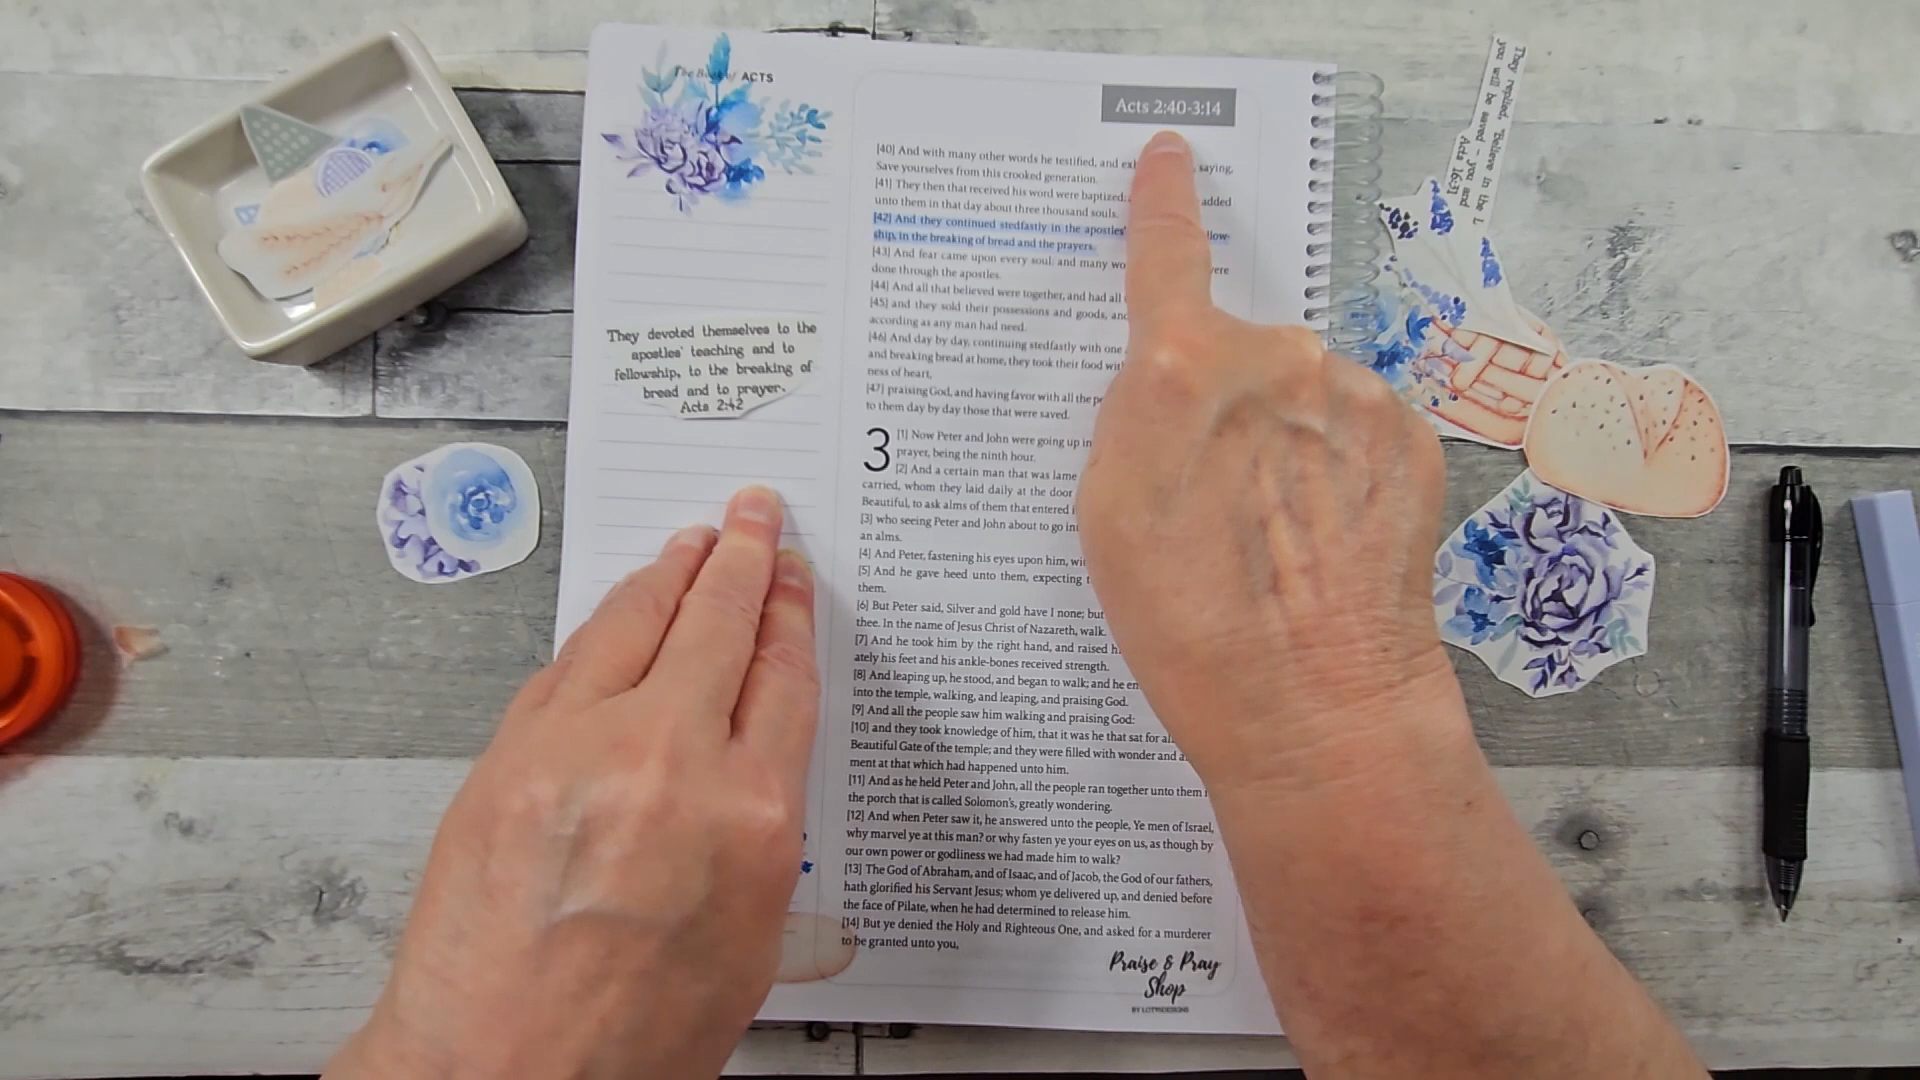 The Book of ACTS
Acts 2:40-3:14
[40] And with many other words he testified, and saying,
Save yourselves from this crooked generation.
[41] They then that received his word were baptized: added
unto them in that day about three thousand souls.
[42] And they continued stedfastly in the apostles'
ship, in the breaking of bread and the prayers.
[43] And fear came upon every soul: and many
done through the apostles.
[44] And all that believed were together, and had all
[45] and they sold their possessions and goods, and
according as any man had need.
[46] And day by day, continuing stedfastly with one
and breaking bread at home, they took their food
ness of heart,
[47] praising God, and having favor with all the
to them day by day those that were saved.
3 [1] Now Peter and John were going up
prayer, being the ninth hour.
[2] And a certain man that was lame
carried, whom they laid daily at the door
Beautiful, to ask alms of them that entered
[3] who seeing Peter and John about to go
an alms.
[4] And Peter, fastening his eyes upon him,
[5] And he gave heed unto them, expecting
them.
[6] But Peter said, Silver and gold have I none; but
thee. In the name of Jesus Christ of Nazareth, walk.
[7] And he took him by the right hand, and raised
ately his feet and his ankle-bones received strength.
[8] And leaping up, he stood, and began to walk; and he
into the temple, walking, and leaping, and praising God.
[9] And all the people saw him walking and praising God:
[10] and they took knowledge of him, that it was he that sat for
Beautiful Gate of the temple; and they were filled with wonder and
ment at that which had happened unto him.
[11] And as he held Peter and John, all the people ran together unto them
the porch that is called Solomon's, greatly wondering.
[12] And when Peter saw it, he answered unto the people, Ye men of Israel,
why marvel ye at this man? or why fasten ye your eyes on us, as though by
our own power or godliness we had made him to walk?
[13] The God of Abraham, and of Isaac, and of Jacob, the God of our fathers,
hath glorified his Servant Jesus; whom ye delivered up, and denied before
the face of Pilate, when he had determined to release him.
[14] But ye denied the Holy and Righteous One, and asked for a murderer
to be granted unto you,
Praise & Pray
Shop
BY LOTWDESIGNS
They devoted themselves to the
apostles' teaching and to
fellowship, to the breaking of
bread and to prayer.
Acts 2:42
They replied, "Believe in the L
you will be saved - you and
Acts 16:31